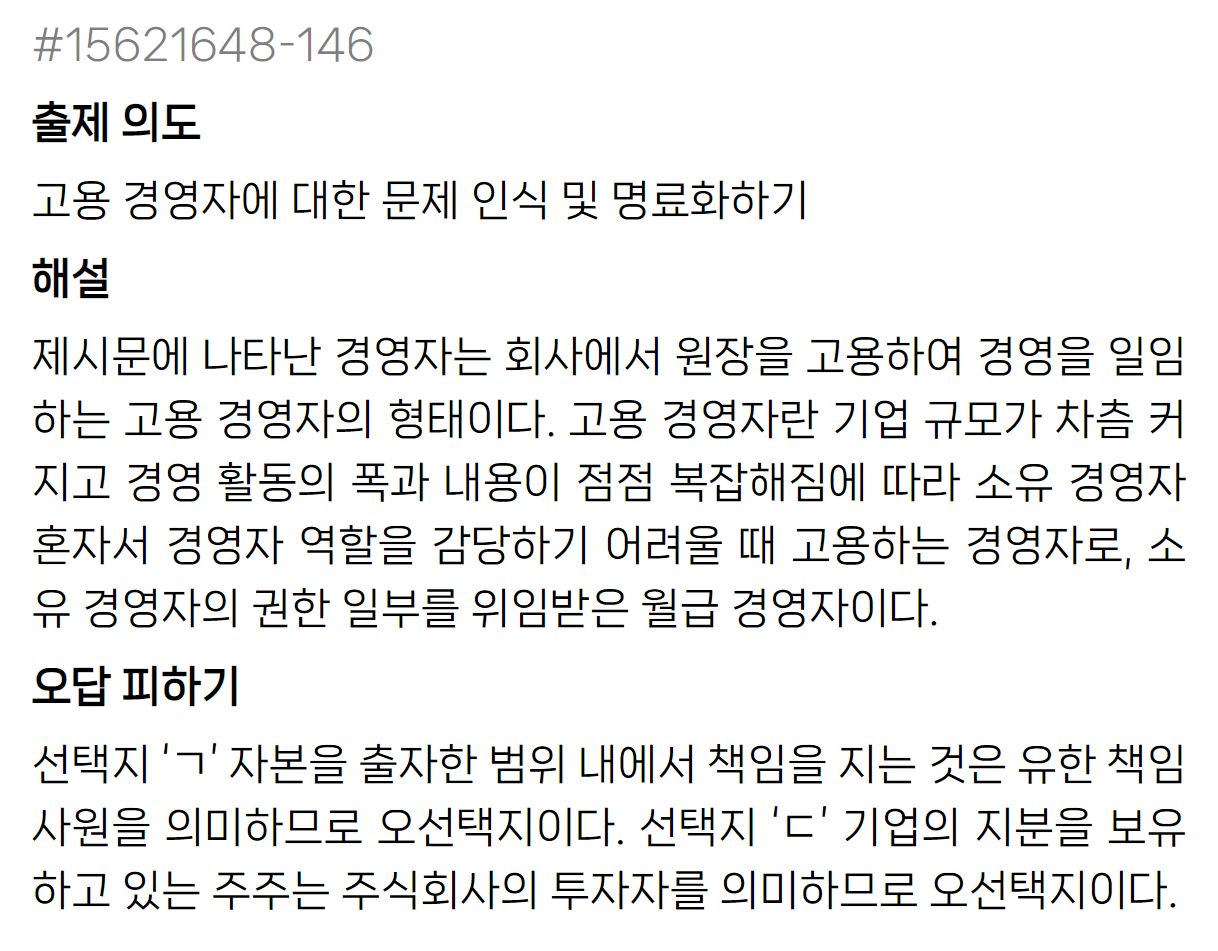 #15621648-146
출제 의도
고용 경영자에 대한 문제 인식 및 명료화하기
해설
제시문에 나타난 경영자는 회사에서 원장을 고용하여 경영을 일임
하는 고용 경영자의 형태이다. 고용 경영자란 기업 규모가 차츰 커
지고 경영 활동의 폭과 내용이 점점 복잡해짐에 따라 소유 경영자
혼자서 경영자 역할을 감당하기 어려울 때 고용하는 경영자로, 소
유 경영자의 권한 일부를 위임받은 월급 경영자이다.
오답 피하기
선택지 ‘ㄱ’ 자본을 출자한 범위 내에서 책임을 지는 것은 유한 책임
사원을 의미하므로 오선택지이다. 선택지 ‘ㄷ’ 기업의 지분을 보유
하고 있는 주주는 주식회사의 투자자를 의미하므로 오선택지이다.